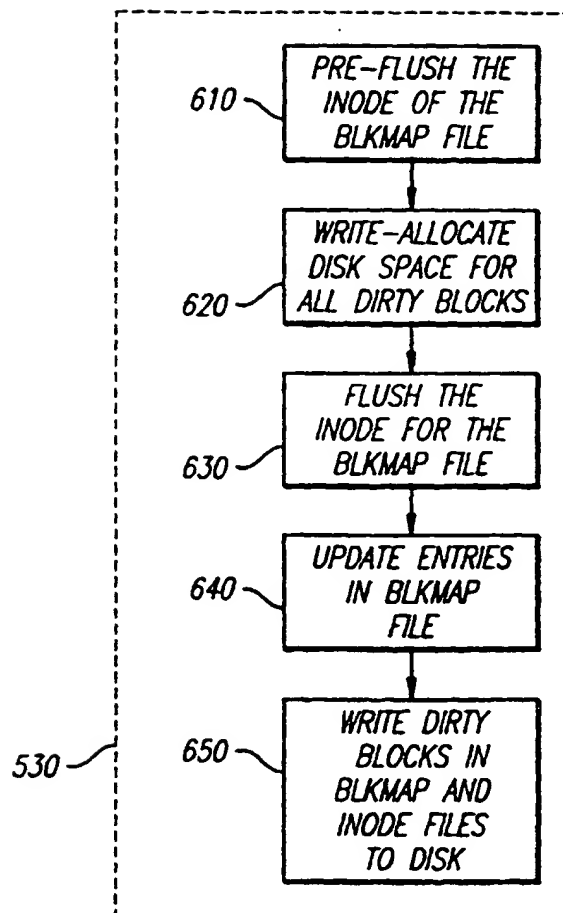 610
PRE-FLUSH THE
INODE OF THE
BLKMAP FILE
620
WRITE-ALLOCATE
DISK SPACE FOR
ALL DIRTY BLOCKS
630
FLUSH THE
INODE FOR THE
BLKMAP FILE
640
UPDATE ENTRIES
IN BLKMAP
FILE
530
650
WRITE DIRTY
BLOCKS IN
BLKMAP AND
INODE FILES
TO DISK